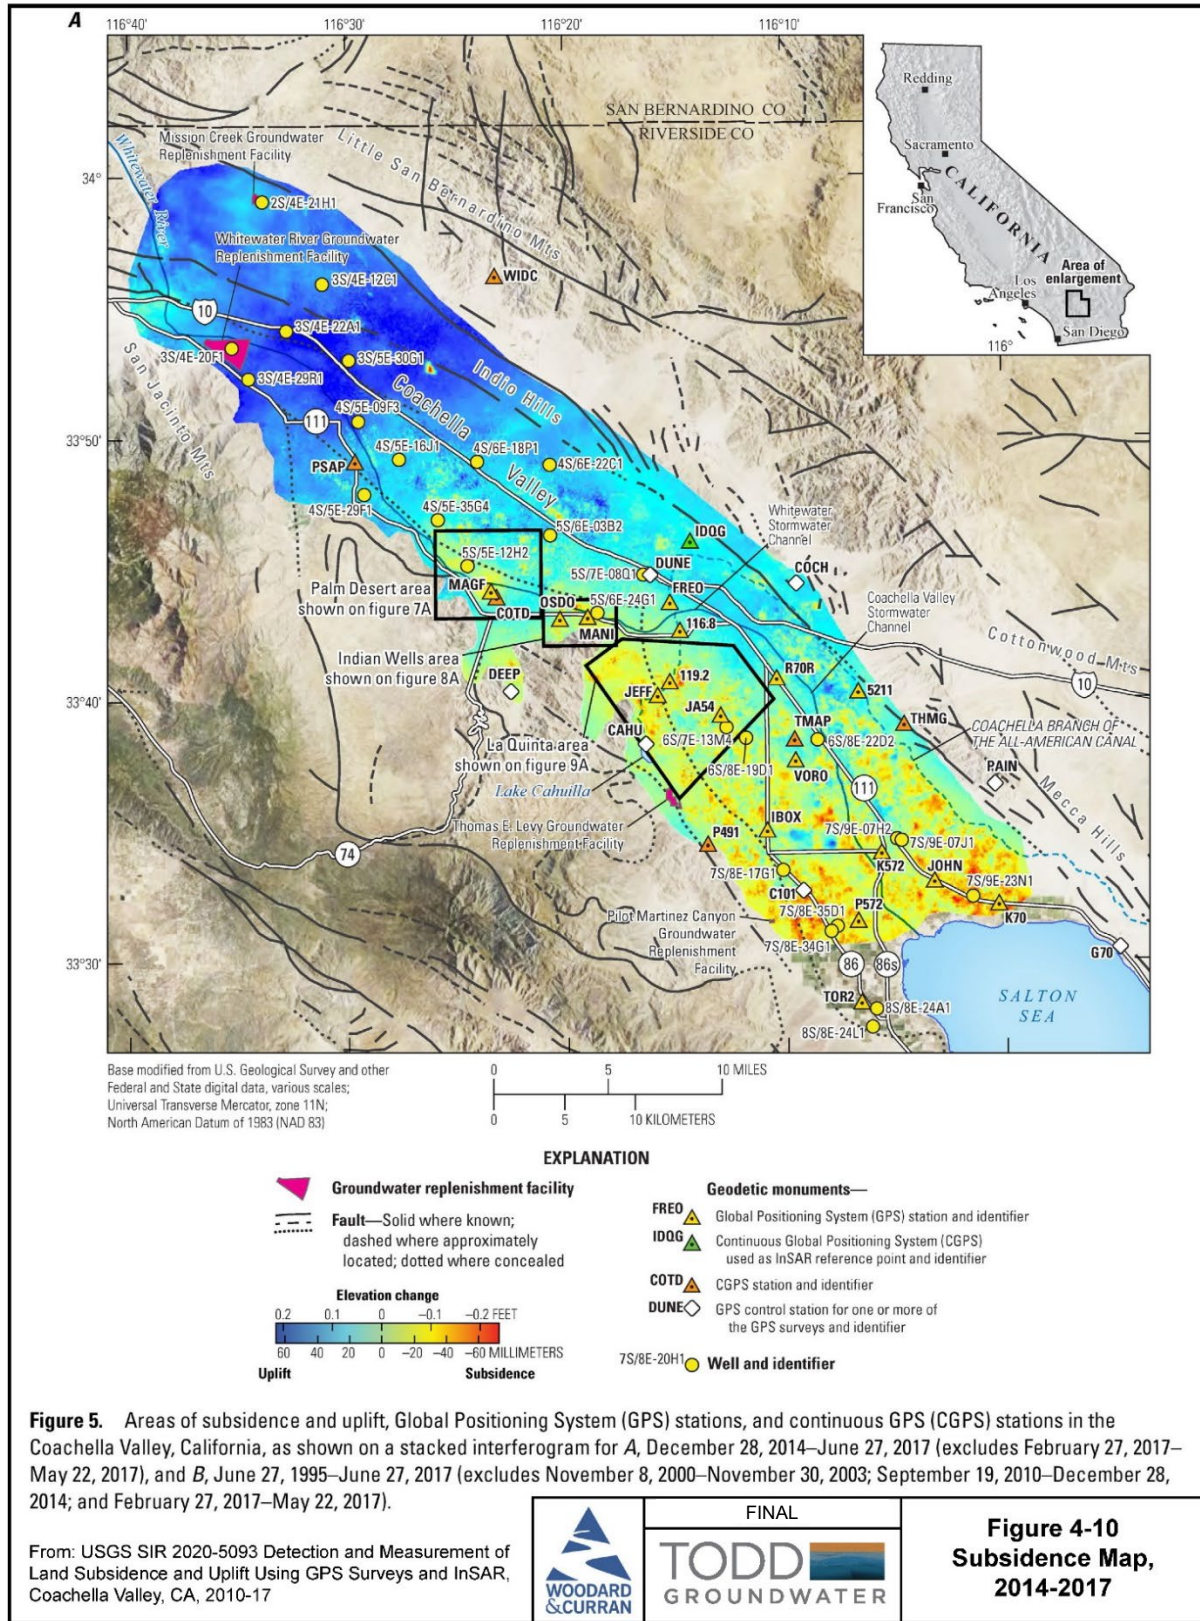 A
116°40'
116°30'
116°20'
116°10'
SAN BERNARDINO CO
RIVERSIDE CO
Redding
Sacramento
San
Francisco
CALIFORNIA
Los
Angeles
Area of
enlargement
San Diego
116°
Mission Creek Groundwater
Replenishment Facility
Little San Bernardino Mts
Whitewater River
34°
2S/4E-21H1
Whitewater River Groundwater
Replenishment Facility
WIDC
3S/4E-12C1
10
3S/4E-22A1
3S/4E-20F1
3S/5E-30G1
3S/4E-29R1
San Jacinto Mts
Coachella
Valley
Indio Hills
4S/5E-09F3
111
33°50'
4S/5E-16J1
4S/6E-18P1
4S/6E-22C1
PSAP
4S/5E-29F1
4S/5E-35G4
5S/6E-03B2
Whitewater
Stormwater
Channel
IDQG
5S/5E-12H2
DUNE
5S/7E-08Q1
COCH
Palm Desert area
shown on figure 7A
MAGF
FREO
OSDO
5S/6E-24G1
COTD
MANI
116.8
Coachella Valley
Stormwater
Channel
Cottonwood Mts
Indian Wells area
shown on figure 8A
DEEP
R70R
10
33°40'
119.2
JEFF
5211
JA54
TMAP
THMG
COACHELLA BRANCH OF
THE ALL-AMERICAN CANAL
CAHU
6S/7E-13M4
6S/8E-22D2
La Quinta area
shown on figure 9A
6S/8E-19D1
VORO
PAIN
Lake Cahuilla
111
Mecca Hills
Thomas E. Levy Groundwater
Replenishment Facility
IBOX
7S/9E-07H2
P491
7S/9E-07J1
74
K572
JOHN
7S/8E-17G1
7S/9E-23N1
C101
P572
7S/8E-35D1
K70
Pilot Martinez Canyon
Groundwater
Replenishment
Facility
7S/8E-34G1
G70
33°30'
86
86s
SALTON
SEA
TOR2
8S/8E-24A1
8S/8E-24L1
Base modified from U.S. Geological Survey and other
Federal and State digital data, various scales;
Universal Transverse Mercator, zone 11N;
North American Datum of 1983 (NAD 83)
0 5 10 MILES
0 5 10 KILOMETERS
EXPLANATION
Groundwater replenishment facility
Fault—Solid where known;
dashed where approximately
located; dotted where concealed
Elevation change
0.2 0.1 0 –0.1 –0.2 FEET
60 40 20 0 –20 –40 –60 MILLIMETERS
Uplift Subsidence
Geodetic monuments—
FREO Global Positioning System (GPS) station and identifier
IDQG Continuous Global Positioning System (CGPS)
used as InSAR reference point and identifier
COTD CGPS station and identifier
DUNE GPS control station for one or more of
the GPS surveys and identifier
7S/8E-20H1 Well and identifier
Figure 5. Areas of subsidence and uplift, Global Positioning System (GPS) stations, and continuous GPS (CGPS) stations in the
Coachella Valley, California, as shown on a stacked interferogram for A, December 28, 2014–June 27, 2017 (excludes February 27, 2017–
May 22, 2017), and B, June 27, 1995–June 27, 2017 (excludes November 8, 2000–November 30, 2003; September 19, 2010–December 28,
2014; and February 27, 2017–May 22, 2017).
From: USGS SIR 2020-5093 Detection and Measurement of
Land Subsidence and Uplift Using GPS Surveys and InSAR,
Coachella Valley, CA, 2010-17
WOODARD
&CURRAN
FINAL
TODD
GROUNDWATER
Figure 4-10
Subsidence Map,
2014-2017